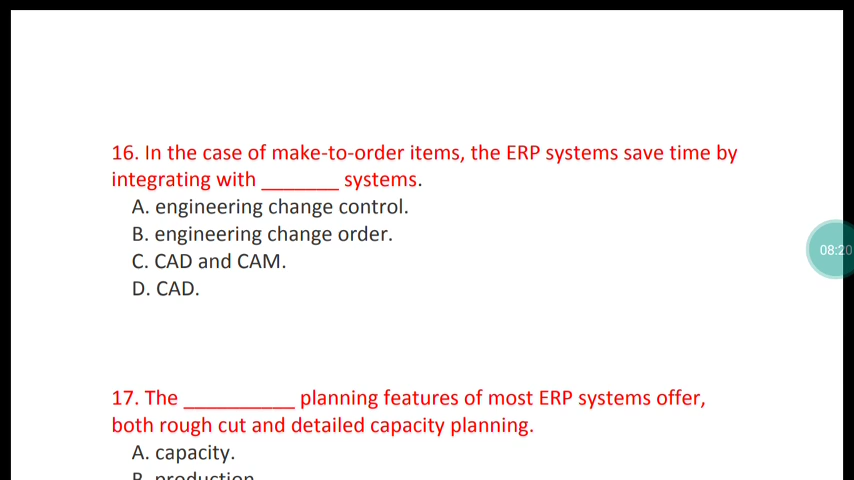 16. In the case of make-to-order items, the ERP systems save time by
integrating with _______ systems.
A. engineering change control.
B. engineering change order.
C. CAD and CAM.
D. CAD.
08:20
17. The __________ planning features of most ERP systems offer,
both rough cut and detailed capacity planning.
A. capacity.
B. production